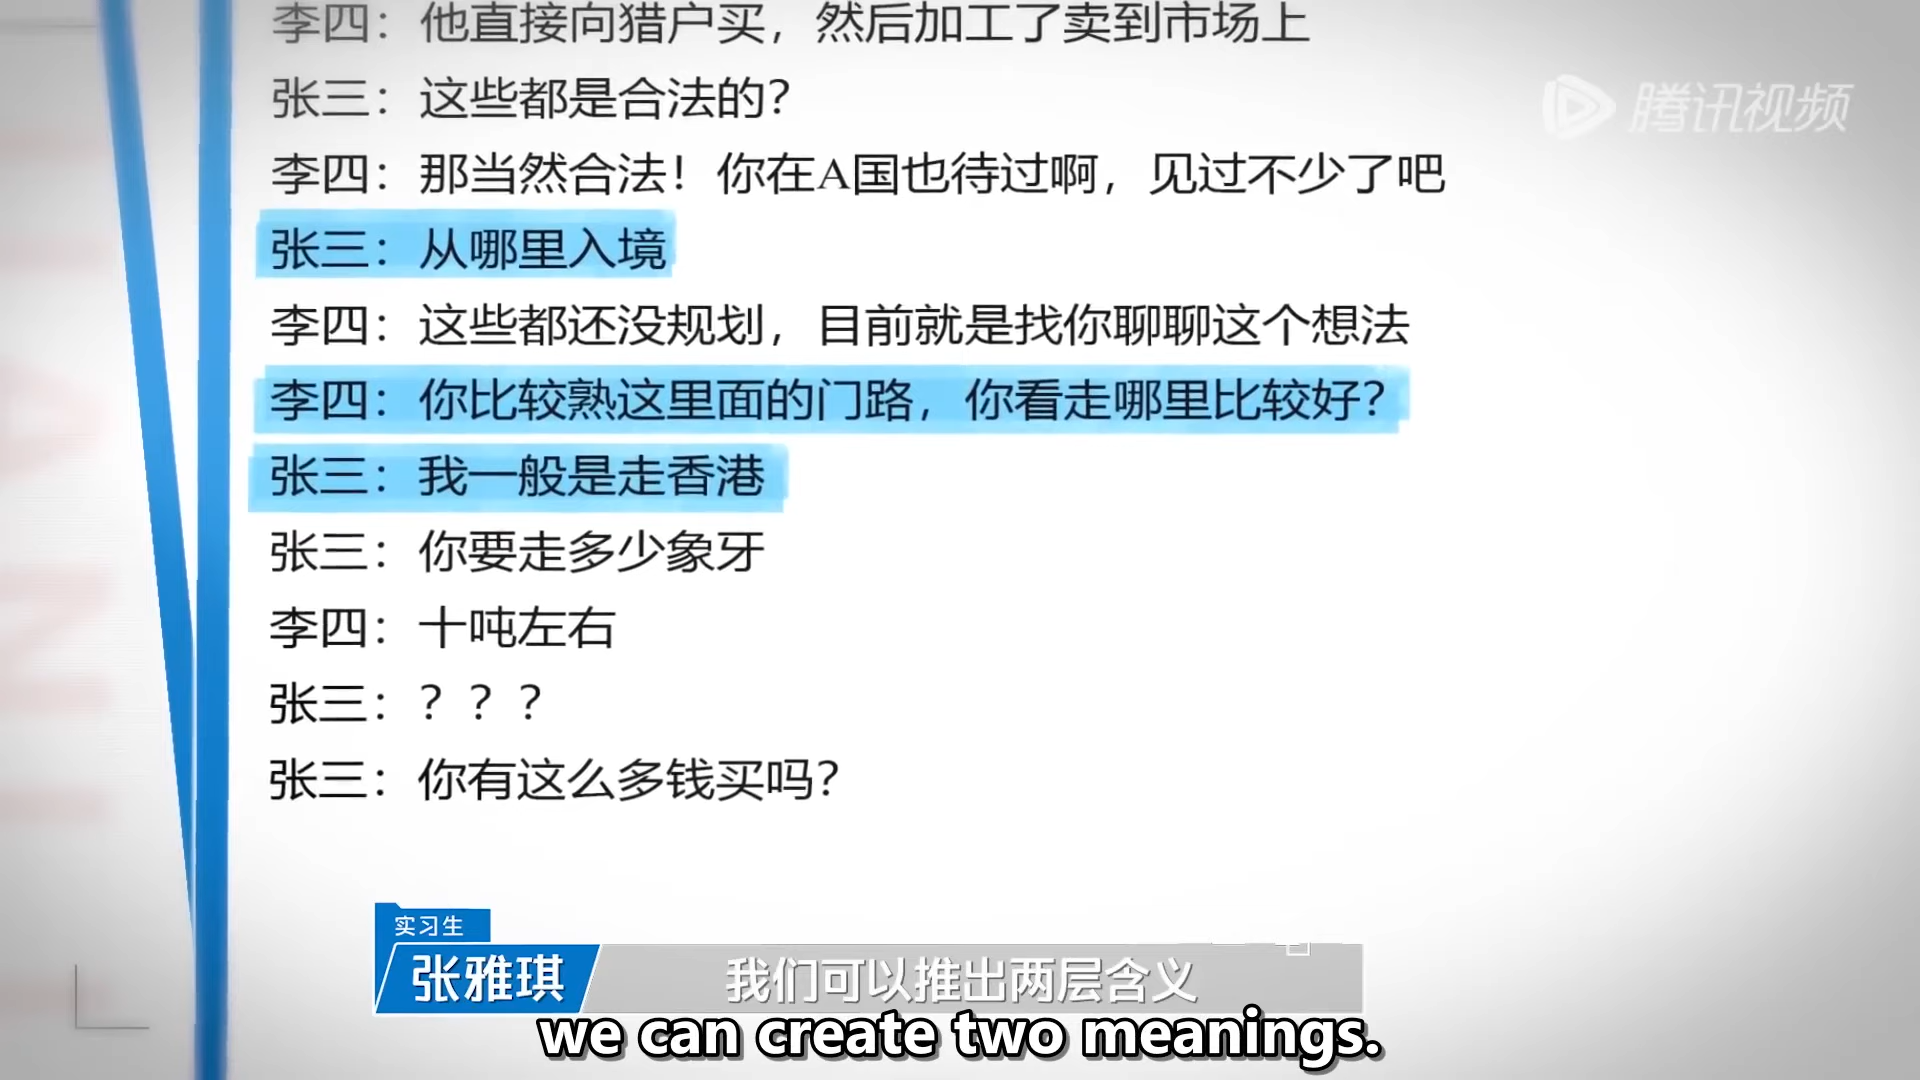 李四：他直接向猎户买，然后加工了卖到市场上
腾讯视频
张三：这些都是合法的？
李四：那当然合法！你在A国也待过啊，见过不少了吧
张三：从哪里入境
李四：这些都还没规划，目前就是找你聊聊这个想法
李四：你比较熟这里面的门路，你看走哪里比较好？
张三：我一般是走香港
张三：你要走多少象牙
李四：十吨左右
张三：？？？
张三：你有这么多钱买吗？
实习生
张雅琪
我们可以推出两层含义
we can create two meanings.